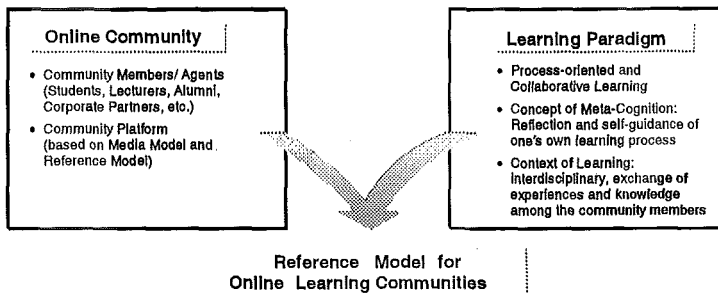 Online Community
• Community Members/ Agents
(Students, Lecturers, Alumni,
Corporate Partners, etc.)
• Community Platform
(based on Media Model and
Reference Model)
Learning Paradigm
• Process-oriented and
Collaborative Learning
• Concept of Meta-Cognition:
Reflection and self-guidance of
one's own learning process
• Context of Learning:
interdisciplinary, exchange of
experiences and knowledge
among the community members
Reference Model for
Online Learning Communities